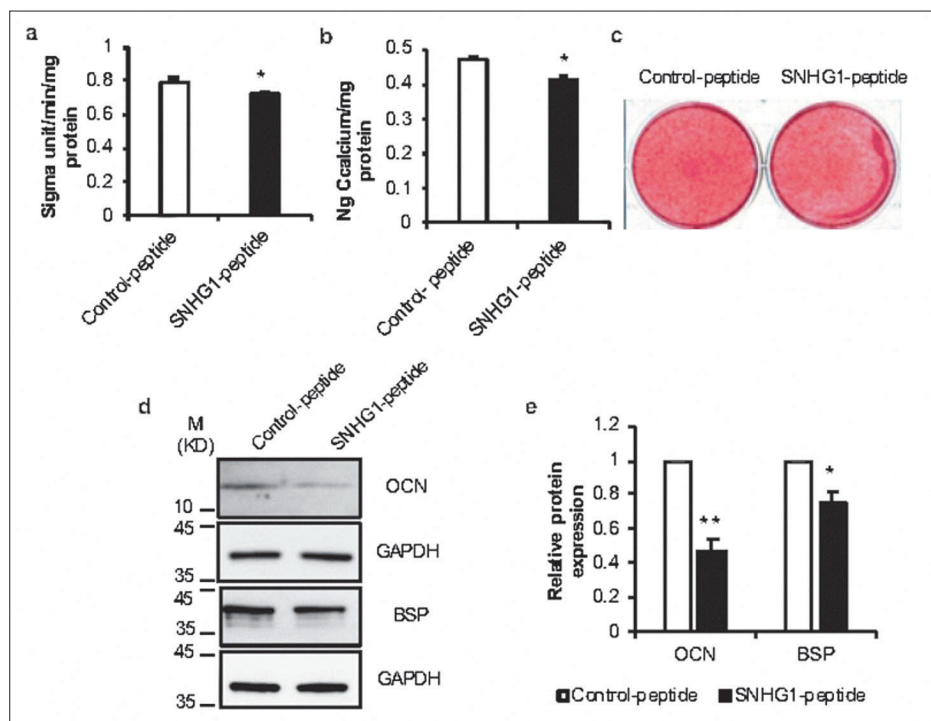 a
Sigma unit/min/mg
protein
1
0.8
0.6
0.4
0.2
0
*
Control-peptide
SNHG1-peptide
b
Ng Ccalcium/mg
protein
0.5
0.4
0.3
0.2
0.1
0
*
Control- peptide
SNHG1-peptide
c
Control-peptide SNHG1-peptide
d
M
(KD)
Control-peptide
SNHG1-peptide
OCN
10
45
GAPDH
35
45
BSP
35
45
GAPDH
35
e
Relative protein
expression
1.2
1
0.8
0.6
0.4
0.2
0
**
*
OCN BSP
Control-peptide SNHG1-peptide